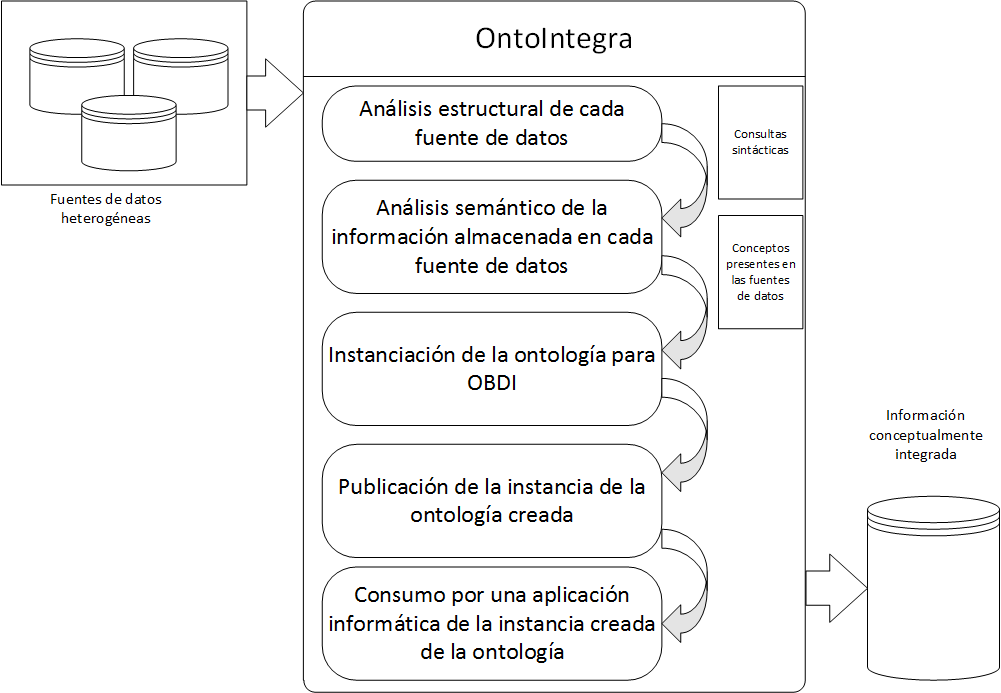 OntoIntegra
Análisis estructural de cada
fuente de datos
Consultas
sintácticas
Fuentes de datos
heterogéneas
Análisis semántico de la
información almacenada en cada
fuente de datos
Conceptos
presentes en
las fuentes
de datos
Instanciación de la ontología para
OBDI
Información
conceptualmente
integrada
Publicación de la instancia de la
ontología creada
Consumo por una aplicación
informática de la instancia creada
de la ontología